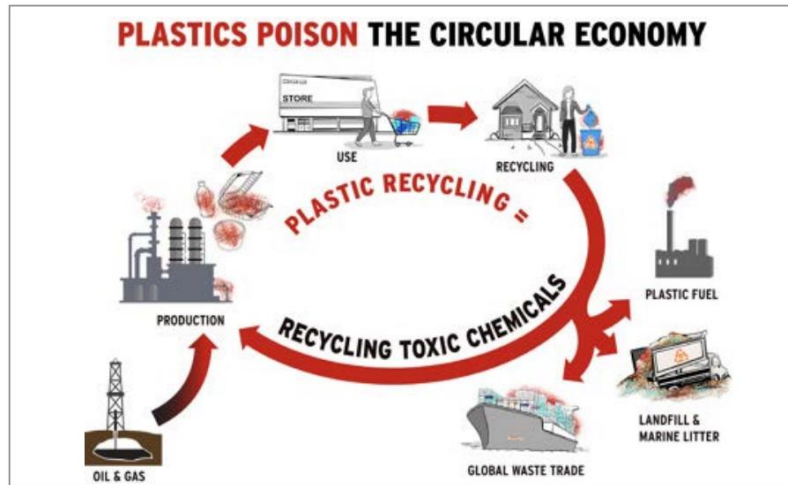 PLASTICS POISON THE CIRCULAR ECONOMY
STORE
USE
RECYCLING
PLASTIC RECYCLING =
PLASTIC FUEL
PRODUCTION
RECYCLING TOXIC CHEMICALS
LANDFILL &
MARINE LITTER
GLOBAL WASTE TRADE
OIL & GAS